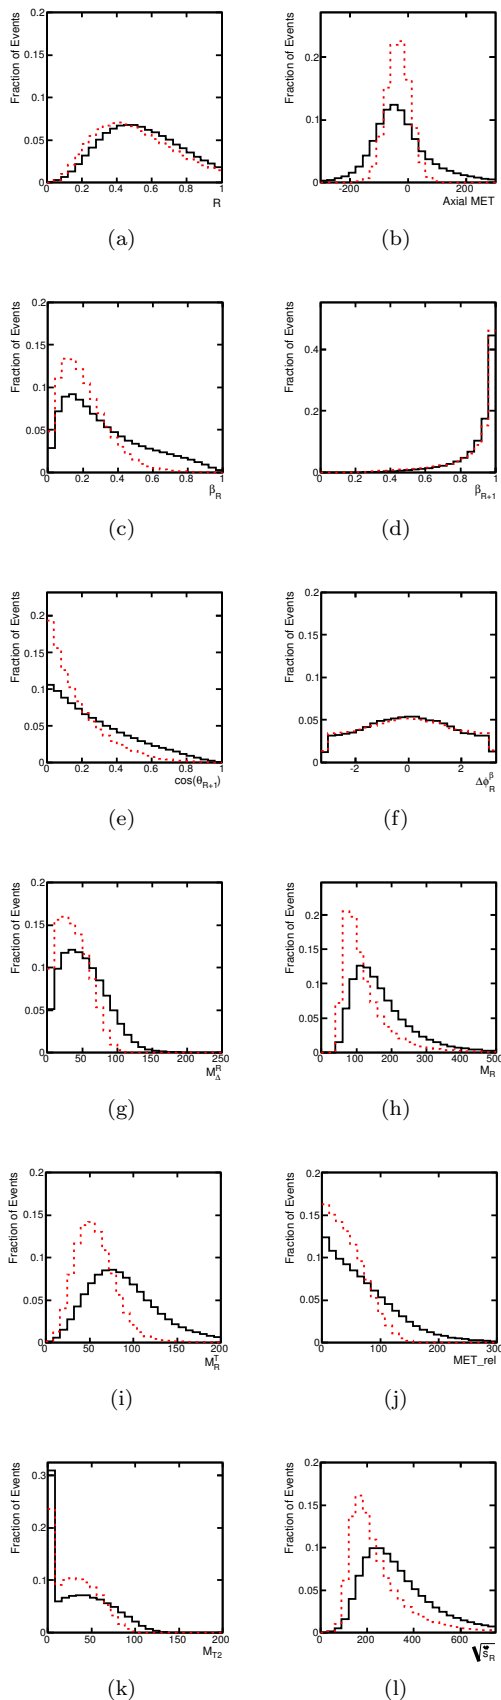 Fraction of Events
0.2
0.15
0.1
0.05
0
0 0.2 0.4 0.6 0.8 1
R
(a)
Fraction of Events
0.2
0.1
0
-200 0 200
Axial MET
(b)
Fraction of Events
0.2
0.15
0.1
0.05
0
0 0.2 0.4 0.6 0.8 1
β_R
(c)
Fraction of Events
0.4
0.2
0
0 0.2 0.4 0.6 0.8 1
β_{R+1}
(d)
Fraction of Events
0.2
0.15
0.1
0.05
0
0 0.2 0.4 0.6 0.8 1
cos(θ_{R+1})
(e)
Fraction of Events
0.2
0.15
0.1
0.05
0
-2 0 2
Δϕ_R^β
(f)
Fraction of Events
0.2
0.15
0.1
0.05
0
0 50 100 150 200 250
M_Δ^R
(g)
Fraction of Events
0.2
0.15
0.1
0.05
0
0 100 200 300 400 500
M_R
(h)
Fraction of Events
0.2
0.15
0.1
0.05
0
0 50 100 150 200
M_R^T
(i)
Fraction of Events
0.2
0.15
0.1
0.05
0
0 100 200 300
MET_rel
(j)
Fraction of Events
0.3
0.2
0.1
0
0 50 100 150 200
M_{T2}
(k)
Fraction of Events
0.2
0.15
0.1
0.05
0
0 200 400 600
(l)